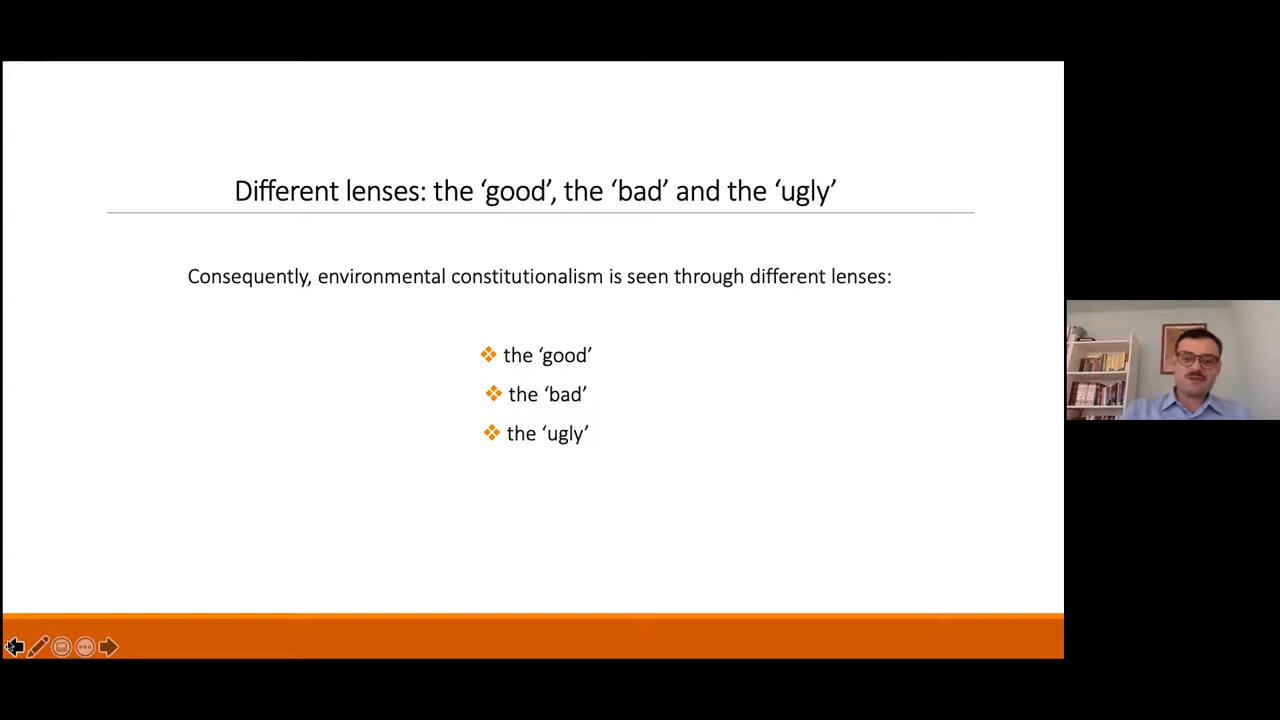 Different lenses: the ‘good’, the ‘bad’ and the ‘ugly’
Consequently, environmental constitutionalism is seen through different lenses:
❖ the ‘good’
❖ the ‘bad’
❖ the ‘ugly’